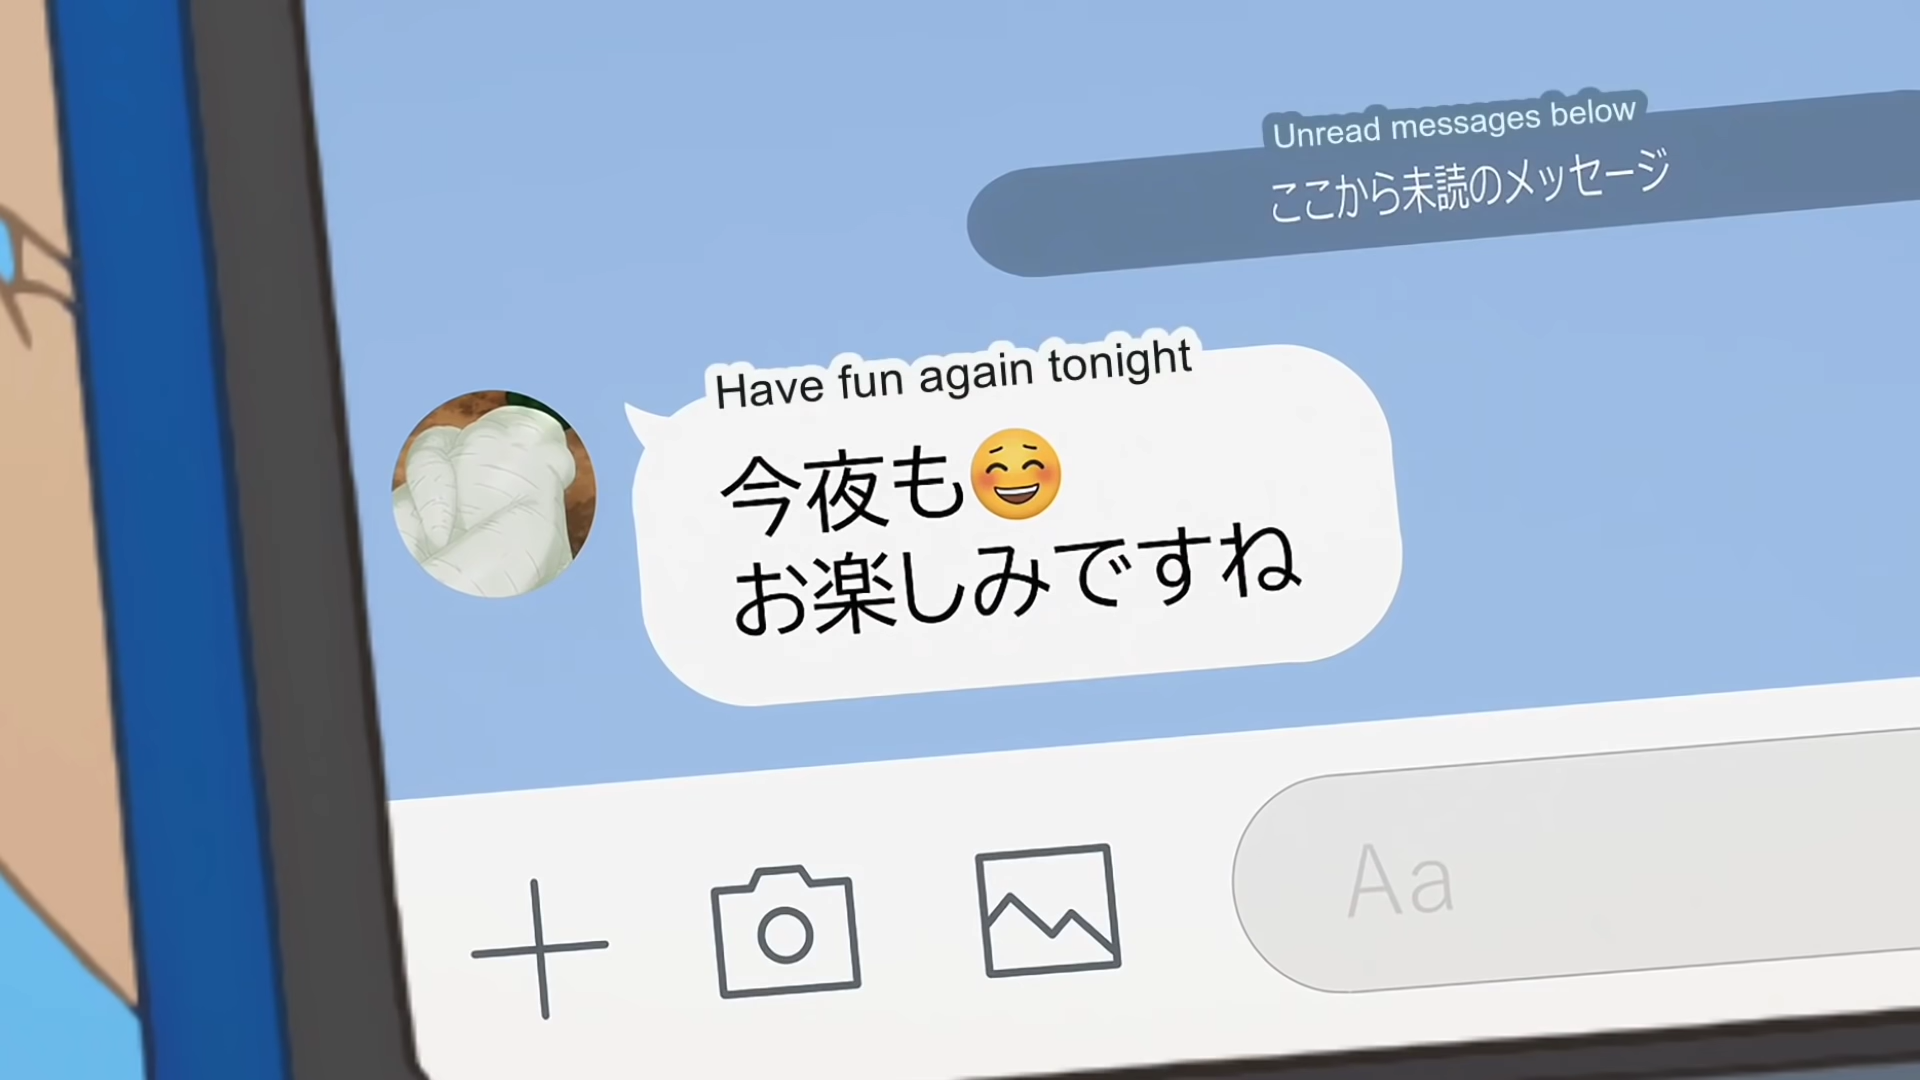 Unread messages below
ここから未読のメッセージ
Have fun again tonight
今夜も😊
お楽しみですね
Aa